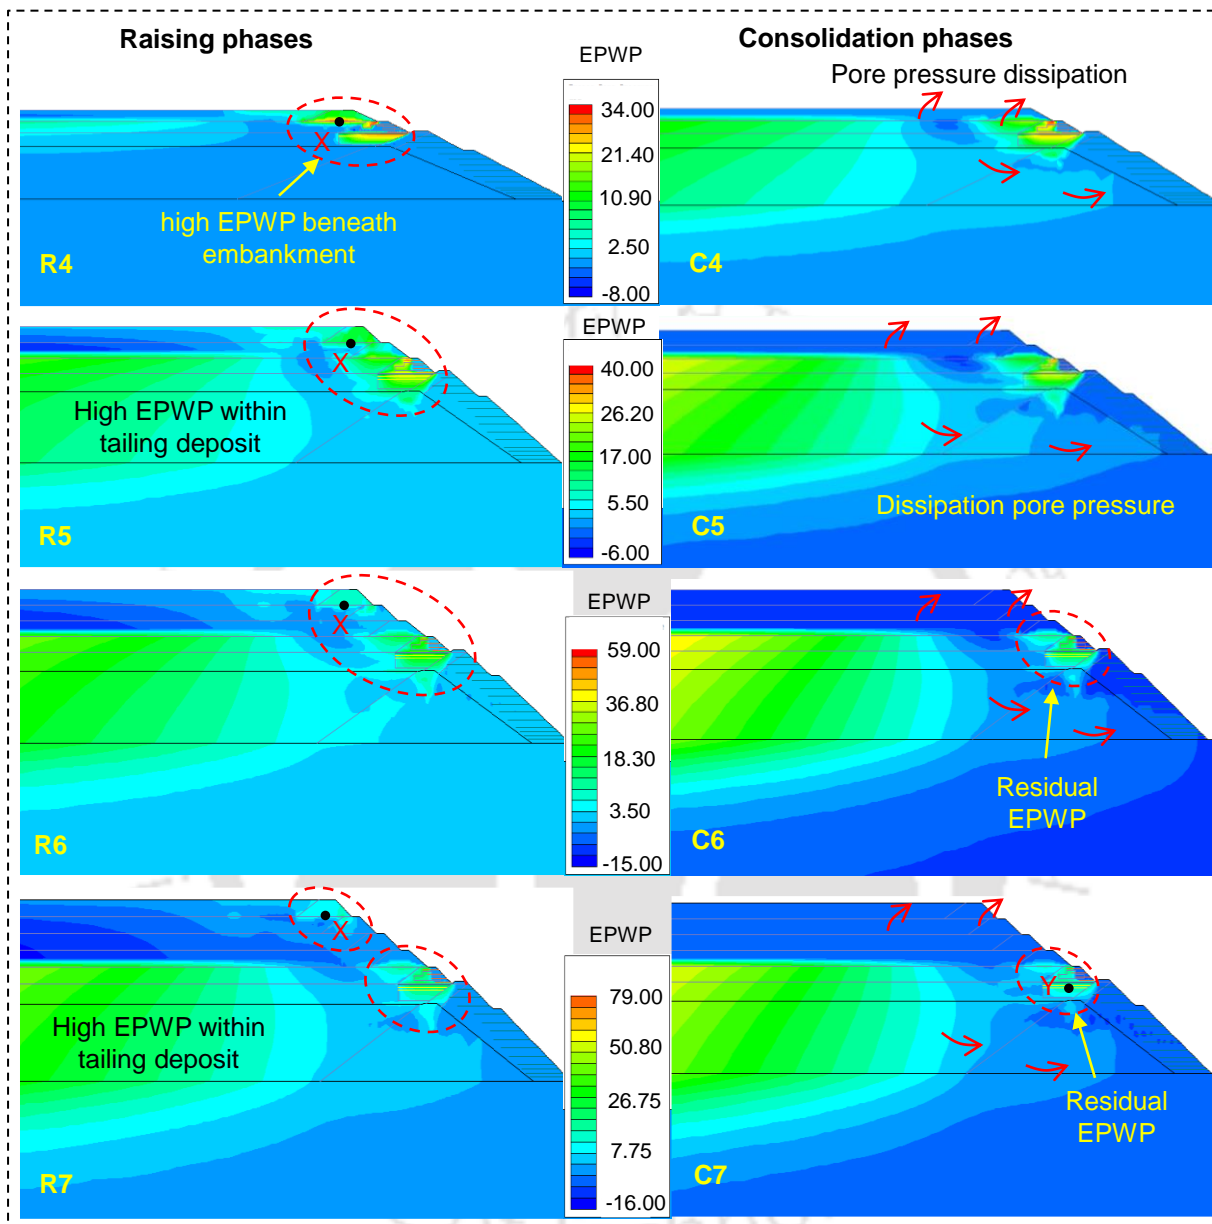 Raising phases
EPWP
Consolidation phases
Pore pressure dissipation
34.00
21.40
10.90
2.50
-8.00
X
high EPWP beneath
embankment
R4
C4
EPWP
40.00
26.20
17.00
5.50
-6.00
X
High EPWP within
tailing deposit
R5
Dissipation pore pressure
C5
EPWP
59.00
36.80
18.30
3.50
-15.00
X
R6
Residual
EPWP
C6
EPWP
79.00
50.80
26.75
7.75
-16.00
X
High EPWP within
tailing deposit
R7
Y
Residual
EPWP
C7